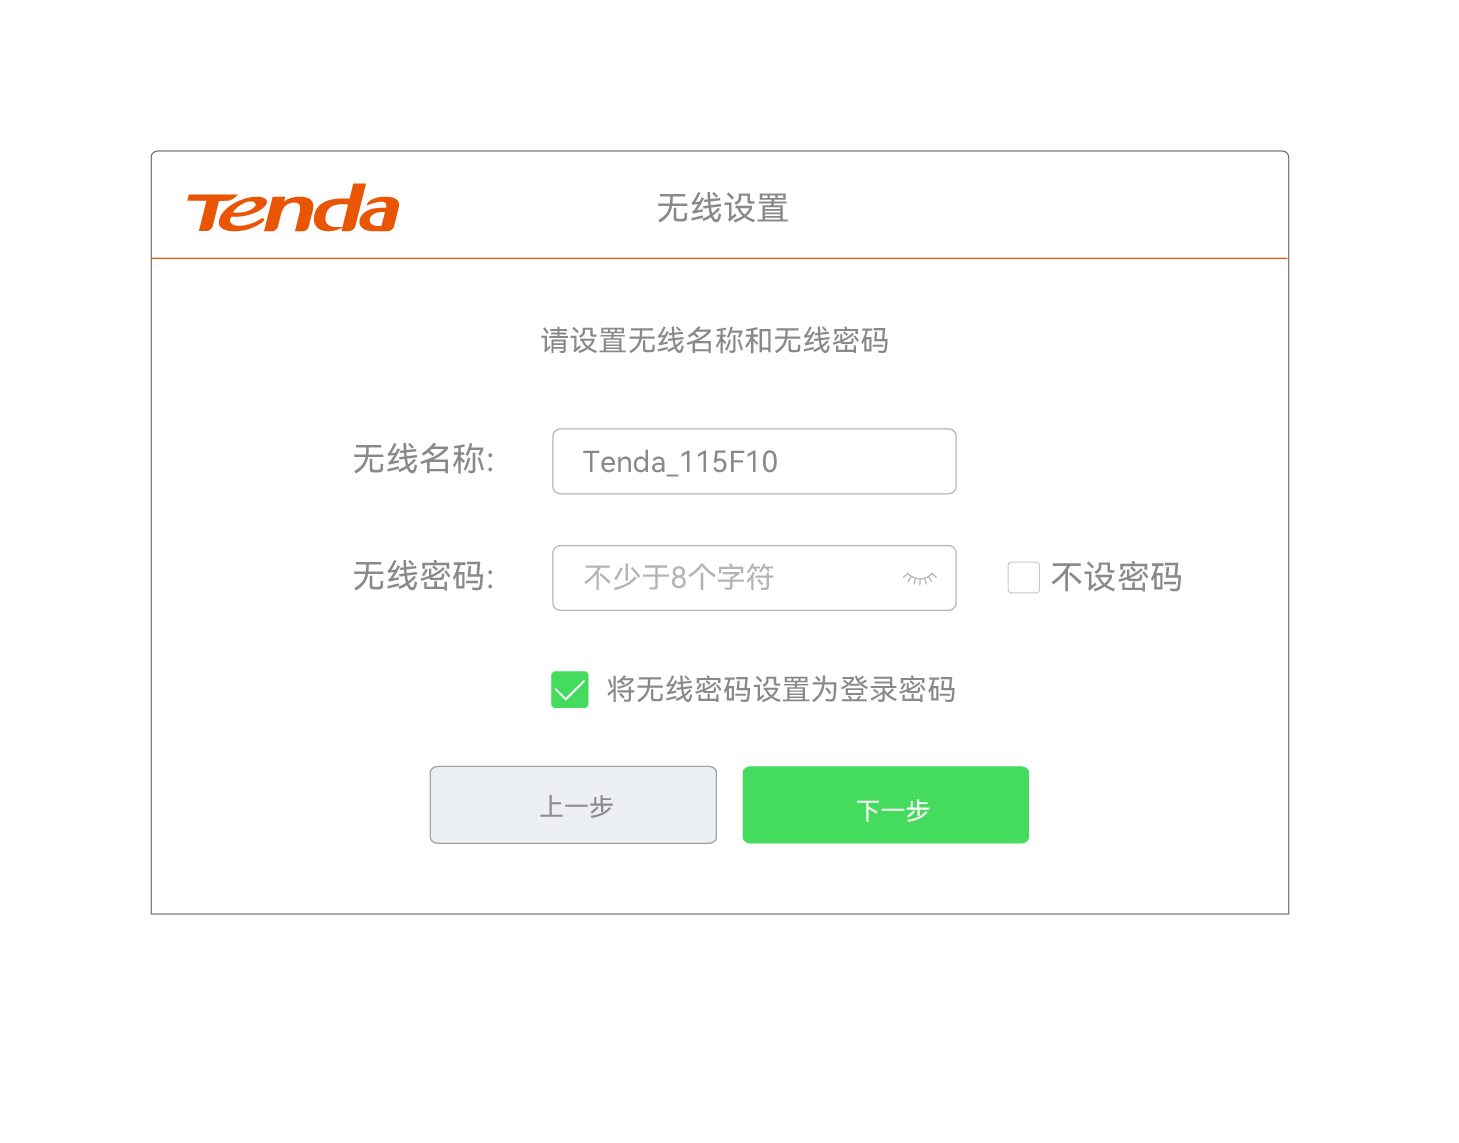 Tenda
无线设置
请设置无线名称和无线密码
无线名称: Tenda_115F10
无线密码: 不少于8个字符 不设密码
将无线密码设置为登录密码
上一步 下一步